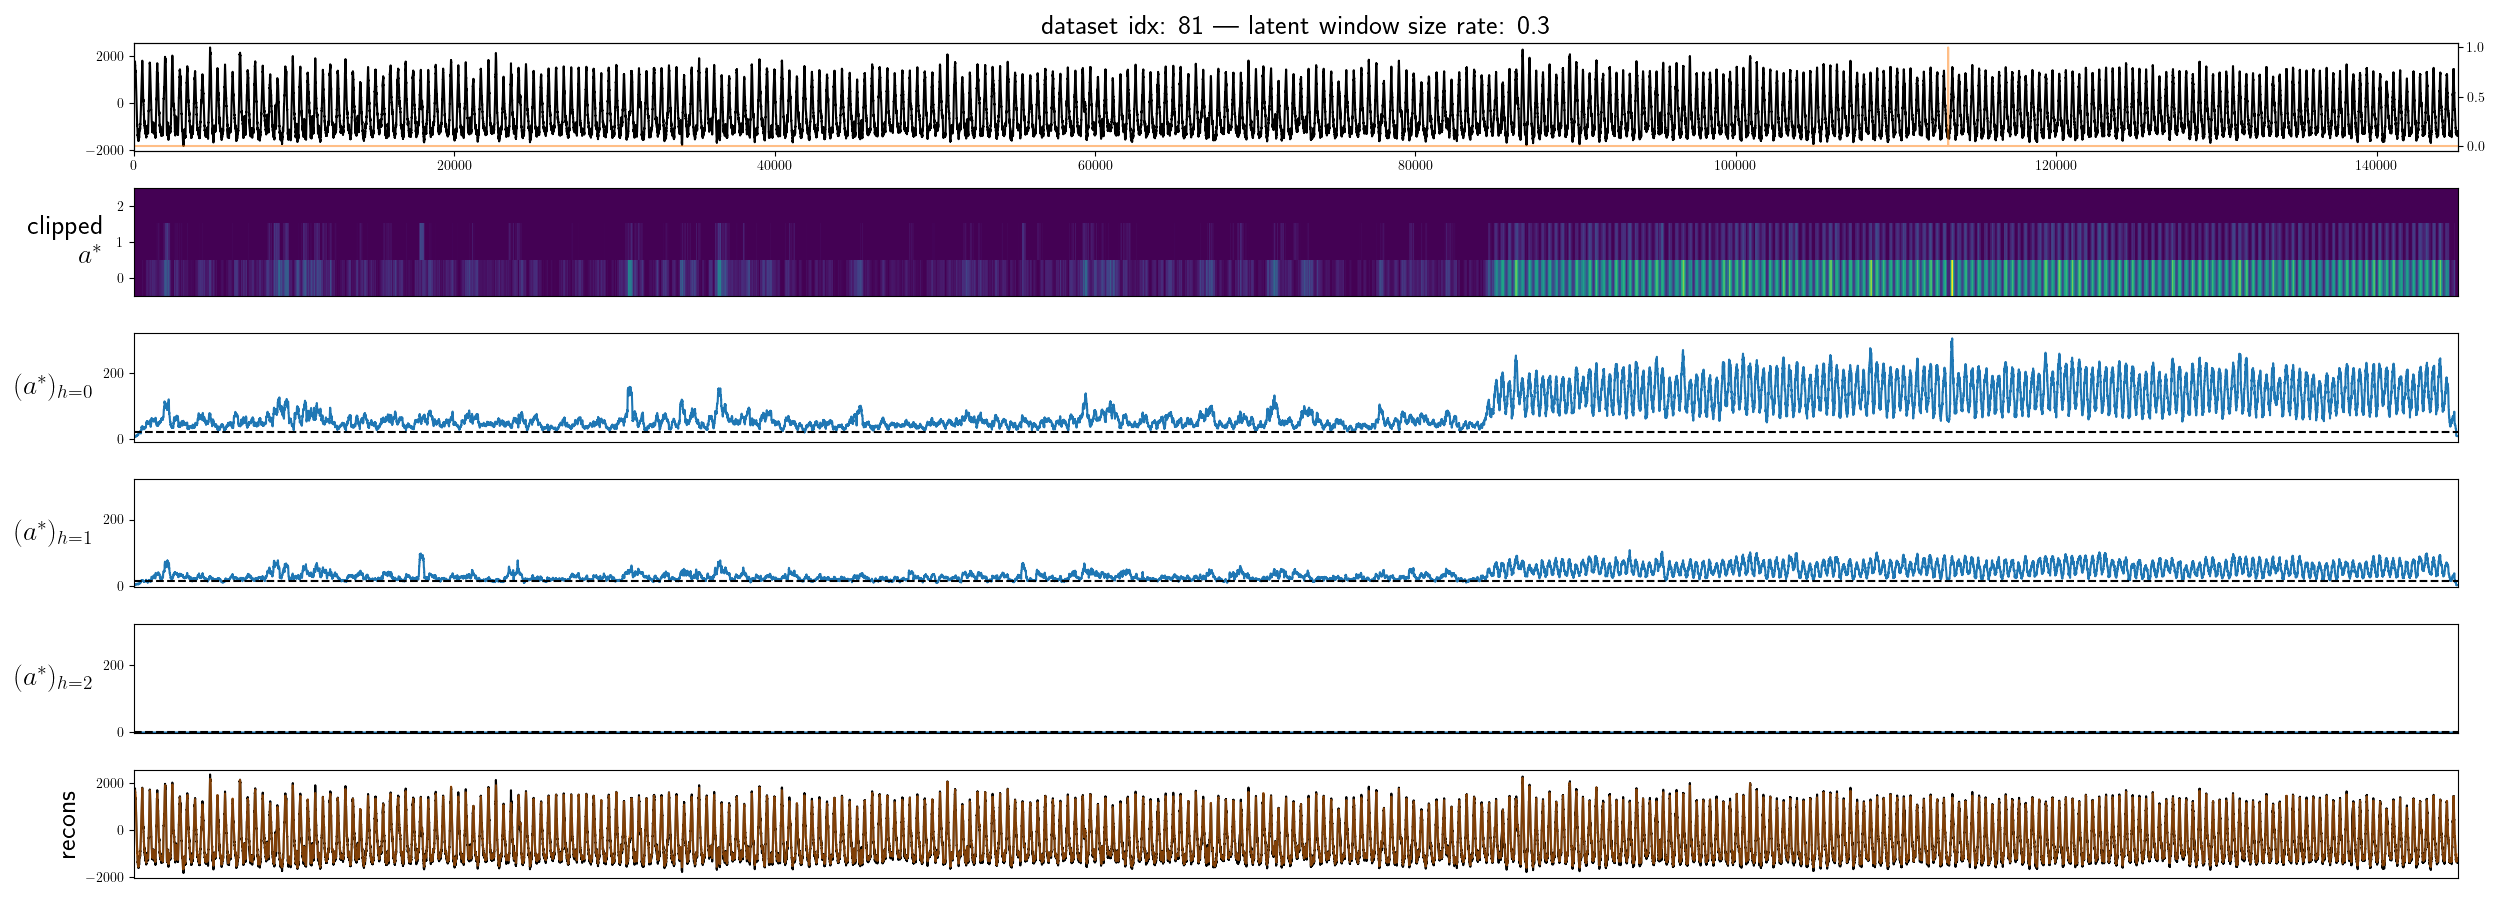 dataset idx: 81 — latent window size rate: 0.3
2000
0
−2000
1.0
0.5
0.0
0 20000 40000 60000 80000 100000 120000 140000
clipped
a*
2
1
0
(a*)h=0
200
0
(a*)h=1
200
0
(a*)h=2
200
0
recons
2000
0
−2000